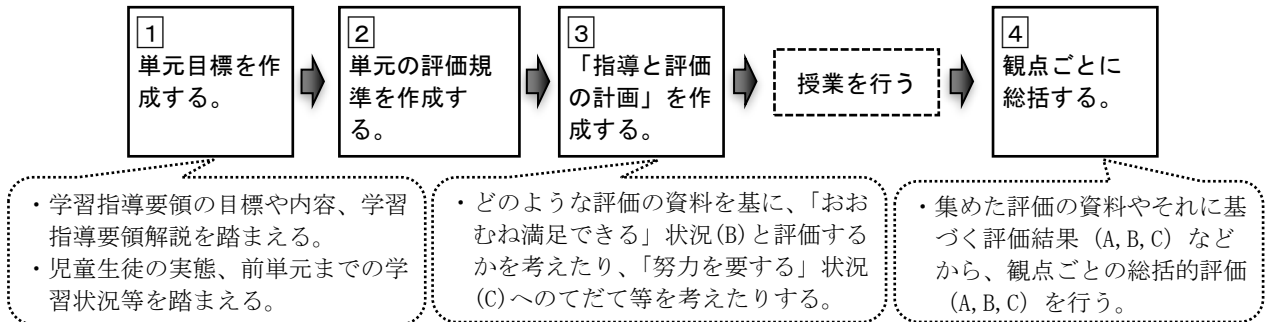 1
単元目標を作
成する。
2
単元の評価規
準を作成す
る。
3
「指導と評価
の計画」を作
成する。
授業を行う
4
観点ごとに
総括する。
・学習指導要領の目標や内容、学習
指導要領解説を踏まえる。
・児童生徒の実態、前単元までの学
習状況等を踏まえる。
・どのような評価の資料を基に、「おお
むね満足できる」状況(B)と評価する
かを考えたり、「努力を要する」状況
(C)へのてだて等を考えたりする。
・集めた評価の資料やそれに基
づく評価結果 (A,B,C) など
から、観点ごとの総括的評価
(A,B,C) を行う。